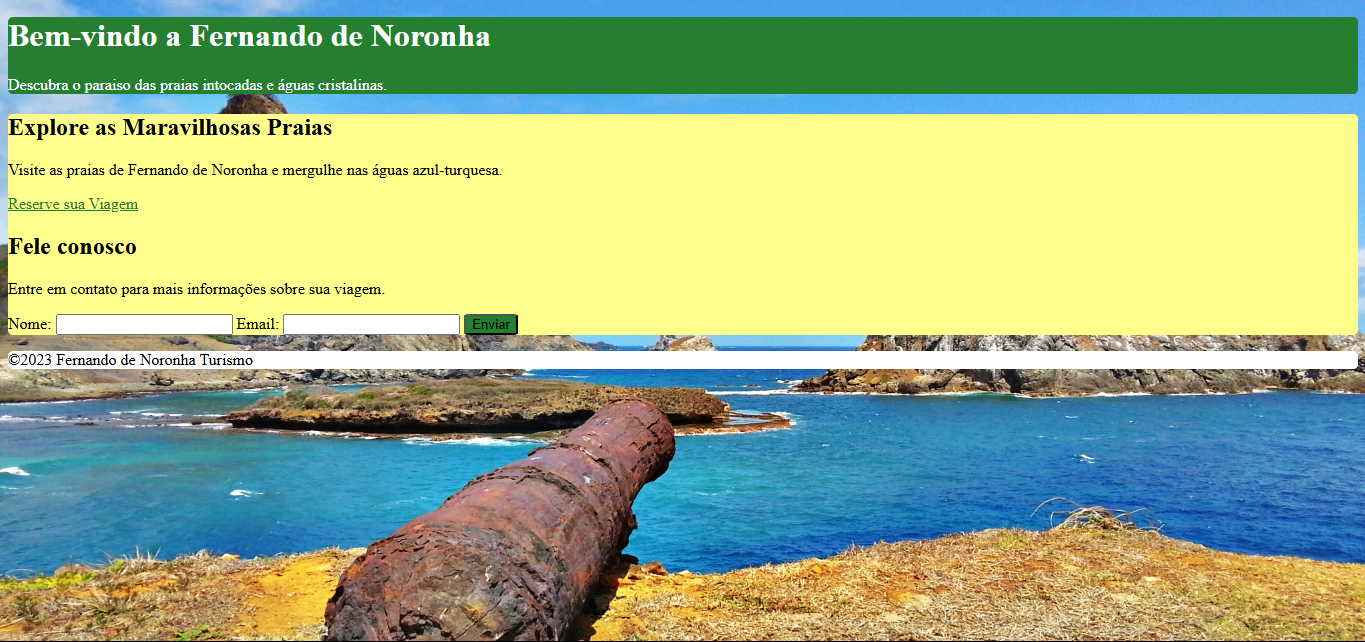 Bem-vindo a Fernando de Noronha
Descubra o paraiso das praias intocadas e águas cristalinas.
Explore as Maravilhosas Praias
Visite as praias de Fernando de Noronha e mergulhe nas águas azul-turquesa.
Reserve sua Viagem
Fele conosco
Entre em contato para mais informações sobre sua viagem.
Nome: Email: Enviar
©2023 Fernando de Noronha Turismo